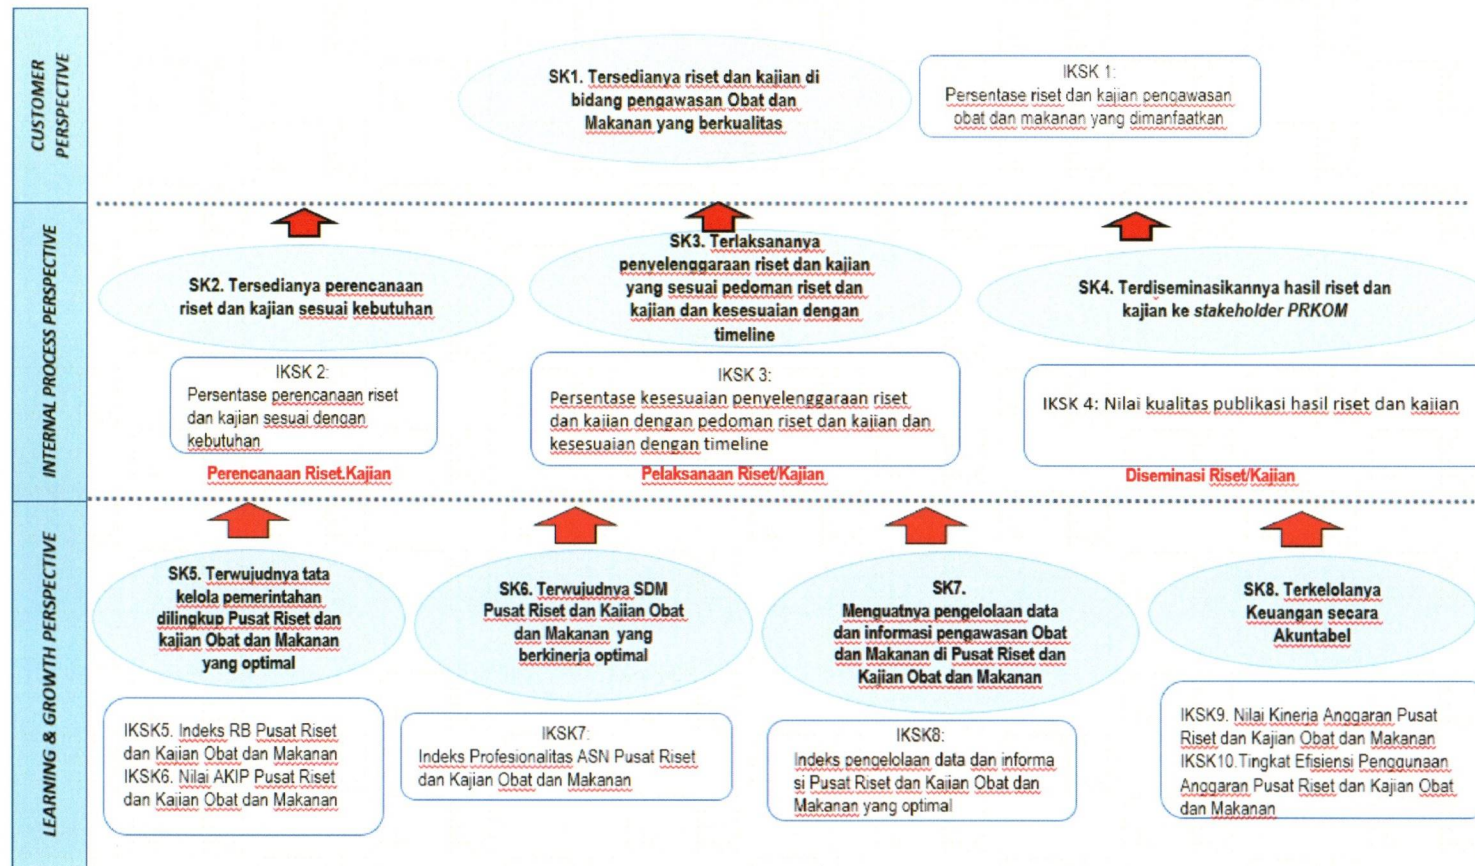 CUSTOMER
PERSPECTIVE
SK1. Tersedianya riset dan kajian di
bidang pengawasan Obat dan
Makanan yang berkualitas
IKSK 1:
Persentase riset dan kajian pengawasan
obat dan makanan yang dimanfaatkan
INTERNAL PROCESS PERSPECTIVE
SK2. Tersedianya perencanaan
riset dan kajian sesuai kebutuhan
SK3. Terlaksananya
penyelenggaraan riset dan kajian
yang sesuai pedoman riset dan
kajian dan kesesuaian dengan
timeline
SK4. Terdiseminasikannya hasil riset dan
kajian ke stakeholder PRKOM
IKSK 2:
Persentase perencanaan riset
dan kajian sesuai dengan
kebutuhan
IKSK 3:
Persentase kesesuaian penyelenggaraan riset
dan kajian dengan pedoman riset dan kajian dan
kesesuaian dengan timeline
IKSK 4: Nilai kualitas publikasi hasil riset dan kajian
Perencanaan Riset.Kajian
Pelaksanaan Riset/Kajian
Diseminasi Riset/Kajian
LEARNING & GROWTH PERSPECTIVE
SK5. Terwujudnya tata
kelola pemerintahan
dilingkup Pusat Riset dan
kajian Obat dan Makanan
yang optimal
SK6. Terwujudnya SDM
Pusat Riset dan Kajian Obat
dan Makanan yang
berkinerja optimal
SK7.
Menguatnya pengelolaan data
dan informasi pengawasan Obat
dan Makanan di Pusat Riset dan
Kajian Obat dan Makanan
SK8. Terkelolanya
Keuangan secara
Akuntabel
IKSK5. Indeks RB Pusat Riset
dan Kajian Obat dan Makanan
IKSK6. Nilai AKIP Pusat Riset
dan Kajian Obat dan Makanan
IKSK7:
Indeks Profesionalitas ASN Pusat Riset
dan Kajian Obat dan Makanan
IKSK8:
Indeks pengelolaan data dan informa
si Pusat Riset dan Kajian Obat dan
Makanan yang optimal
IKSK9. Nilai Kinerja Anggaran Pusat
Riset dan Kajian Obat dan Makanan
IKSK10.Tingkat Efisiensi Penggunaan
Anggaran Pusat Riset dan Kajian Obat
dan Makanan